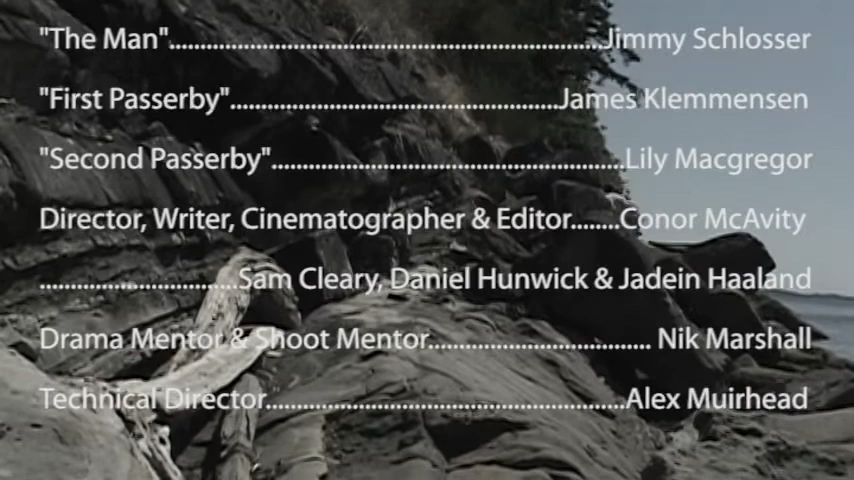 "The Man"..........................................................Jimmy Schlosser
"First Passerby".............................................James Klemmensen
"Second Passerby"................................................Lily Macgregor
Director, Writer, Cinematographer & Editor........Conor McAvity
...........................Sam Cleary, Daniel Hunwick & Jadein Haaland
Drama Mentor & Shoot Mentor.............................. Nik Marshall
Technical Director.................................................Alex Muirhead